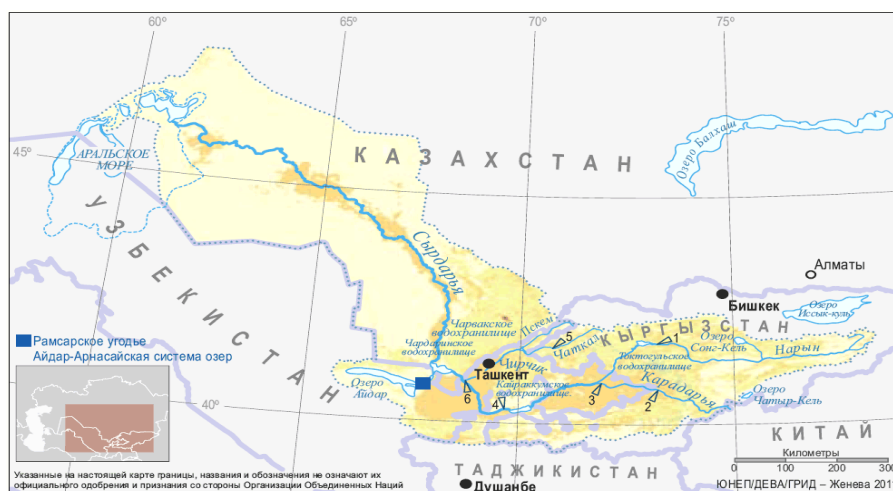 60°
65°
70°
75°
45°
40°
АРАЛЬСКОЕ
МОРЕ
КАЗАХСТАН
Озеро Балхаш
УЗБЕКИСТАН
Сырдарья
Алматы
Бишкек
Озеро
Иссык-куль
Рамсарское угодье
Айдар-Арнасайская система озер
Чарвакское
водохранилище
Чардаринское
водохранилище
Пскем
Чаткал
5
КЫРГЫЗСТАН
1
Озеро
Сонг-Кель
Нарын
Чирчик
Ташкент
Токтогульское
водохранилище
Озеро
Айдар
Кайраккумское
водохранилище
Карадарья
6
4
3
2
Озеро
Чатыр-Кель
КИТАЙ
ТАДЖИКИСТАН
Душанбе
Километры
0
100
200
300
Указанные на настоящей карте границы, названия и обозначения не означают их
официального одобрения и признания со стороны Организации Объединенных Наций
ЮНЕП/ДЕВА/ГРИД – Женева 201